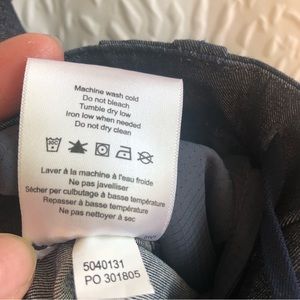 Machine wash cold
Do not bleach
Tumble dry low
Iron low when needed
Do not dry clean
Laver à la machine à l'eau froide
Ne pas javelliser
Sécher par culbutage à basse température
Repasser à basse température
Ne pas nettoyer à sec
5040131
PO 301805